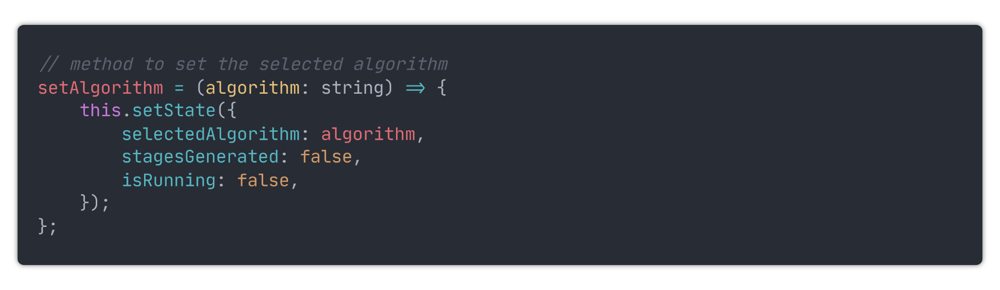 // method to set the selected algorithm
setAlgorithm = (algorithm: string) => {
    this.setState({
        selectedAlgorithm: algorithm,
        stagesGenerated: false,
        isRunning: false,
    });
};